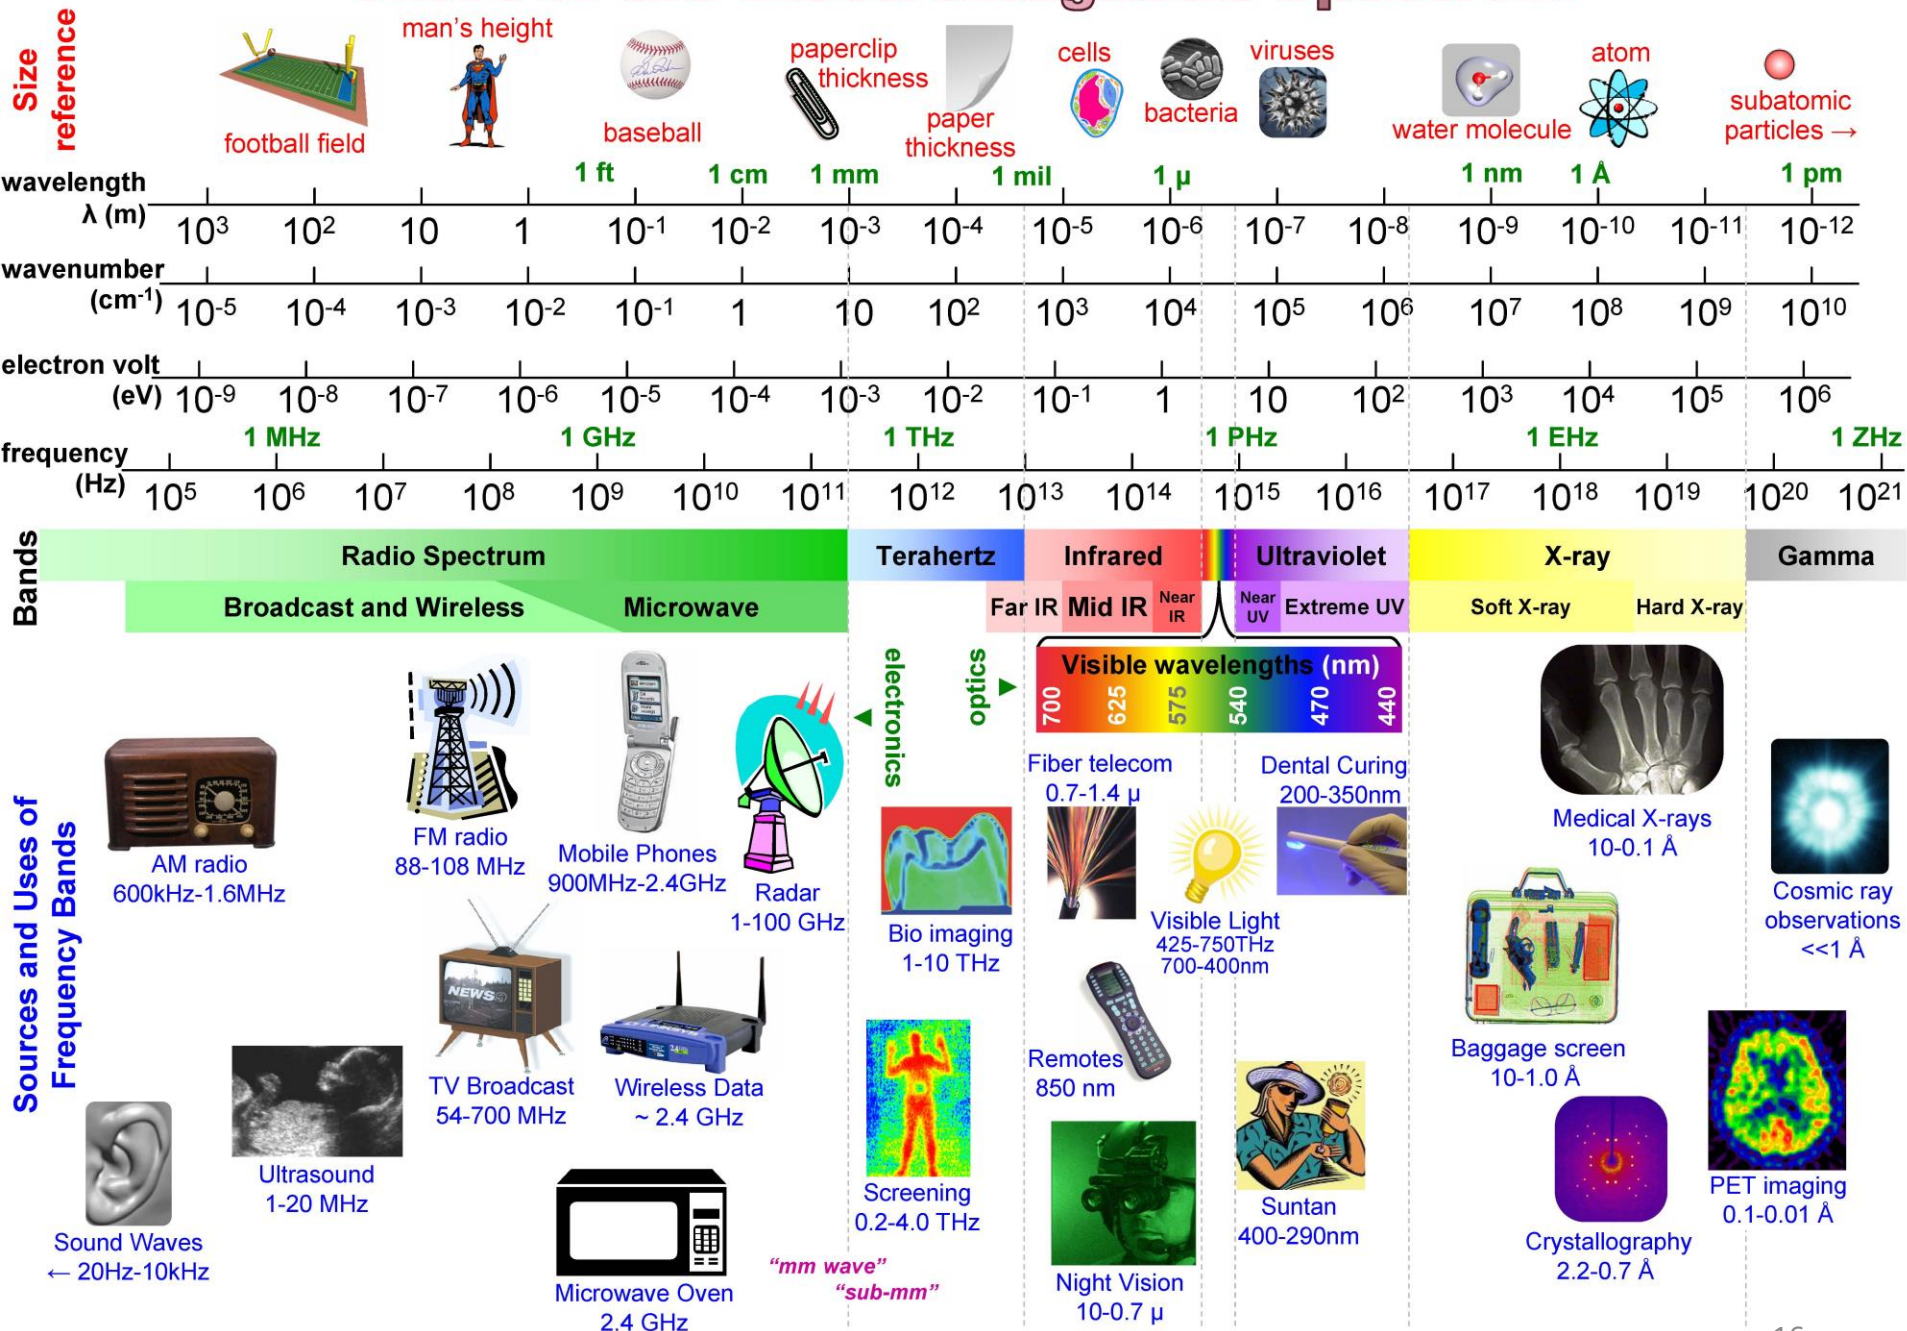 Size
reference
football field
man's height
baseball
paperclip
thickness
paper
thickness
cells
bacteria
viruses
water molecule
atom
subatomic
particles →
1 ft 1 cm 1 mm 1 mil 1 µ 1 nm 1 Å 1 pm
wavelength
λ (m)
10³ 10² 10 1 10⁻¹ 10⁻² 10⁻³ 10⁻⁴ 10⁻⁵ 10⁻⁶ 10⁻⁷ 10⁻⁸ 10⁻⁹ 10⁻¹⁰ 10⁻¹¹ 10⁻¹²
wavenumber
(cm⁻¹)
10⁻⁵ 10⁻⁴ 10⁻³ 10⁻² 10⁻¹ 1 10 10² 10³ 10⁴ 10⁵ 10⁶ 10⁷ 10⁸ 10⁹ 10¹⁰
electron volt
(eV)
10⁻⁹ 10⁻⁸ 10⁻⁷ 10⁻⁶ 10⁻⁵ 10⁻⁴ 10⁻³ 10⁻² 10⁻¹ 1 10 10² 10³ 10⁴ 10⁵ 10⁶
1 MHz 1 GHz 1 THz 1 PHz 1 EHz 1 ZHz
frequency
(Hz)
10⁵ 10⁶ 10⁷ 10⁸ 10⁹ 10¹⁰ 10¹¹ 10¹² 10¹³ 10¹⁴ 10¹⁵ 10¹⁶ 10¹⁷ 10¹⁸ 10¹⁹ 10²⁰ 10²¹
Bands
Radio Spectrum Terahertz Infrared Ultraviolet X-ray Gamma
Broadcast and Wireless Microwave Far IR Mid IR Near
IR
Near
UV
Extreme UV Soft X-ray Hard X-ray
electronics
optics
Visible wavelengths (nm)
700 625 575 540 470 440
Sources and Uses of
Frequency Bands
AM radio
600kHz-1.6MHz
FM radio
88-108 MHz
Mobile Phones
900MHz-2.4GHz
Radar
1-100 GHz
Bio imaging
1-10 THz
Fiber telecom
0.7-1.4 µ
Visible Light
425-750THz
700-400nm
Dental Curing
200-350nm
Medical X-rays
10-0.1 Å
Cosmic ray
observations
<<1 Å
Sound Waves
← 20Hz-10kHz
Ultrasound
1-20 MHz
NEWS
TV Broadcast
54-700 MHz
Wireless Data
~ 2.4 GHz
Microwave Oven
2.4 GHz
"mm wave"
"sub-mm"
Screening
0.2-4.0 THz
Remotes
850 nm
Night Vision
10-0.7 µ
Suntan
400-290nm
Baggage screen
10-1.0 Å
Crystallography
2.2-0.7 Å
PET imaging
0.1-0.01 Å